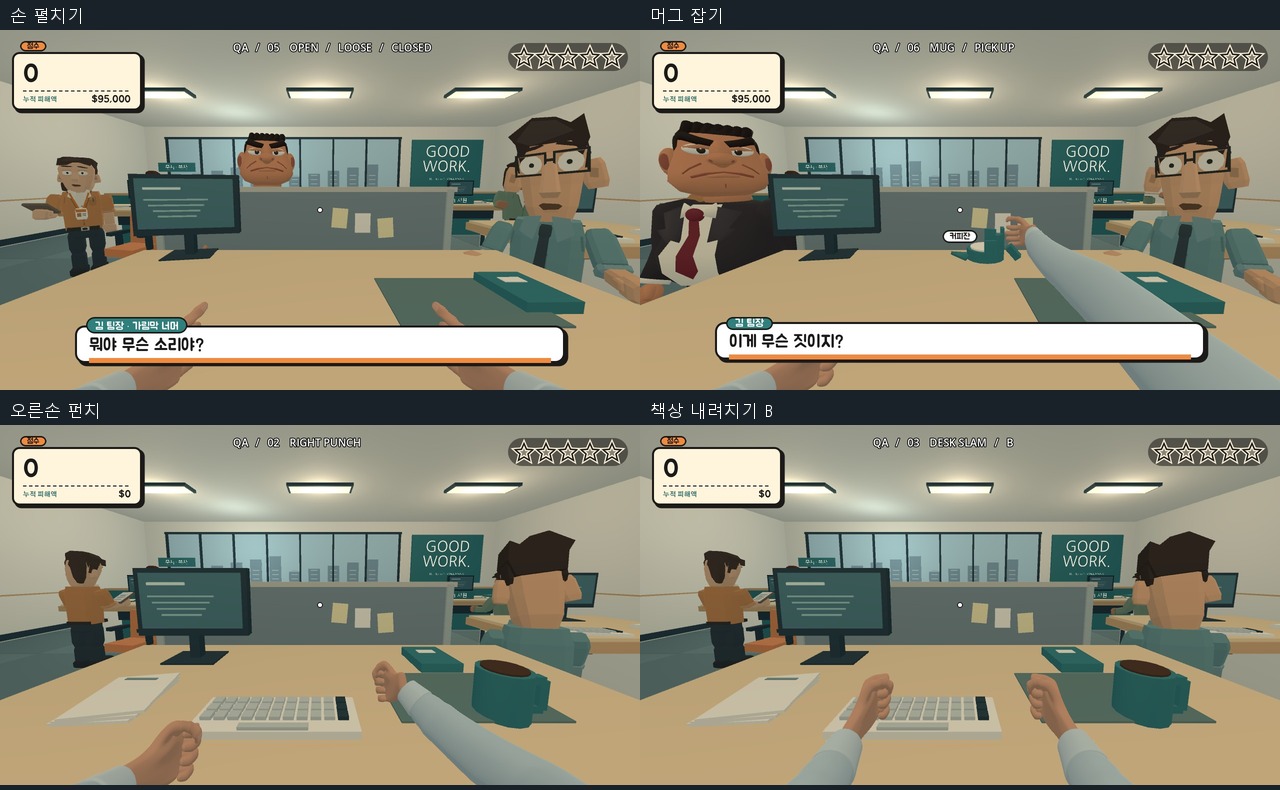 손 펼치기
점수
QA / 05 OPEN / LOOSE / CLOSED
0
누적 피해액 $95,000
GOOD
WORK.
김 팀장 · 가림막 너머
뭐야 무슨 소리야?
머그 잡기
점수
QA / 06 MUG / PICK UP
0
누적 피해액 $95,000
GOOD
WORK.
커피잔
김 팀장
이게 무슨 짓이지?
오른손 펀치
점수
QA / 02 RIGHT PUNCH
0
누적 피해액 $0
GOOD
WORK.
책상 내려치기 B
점수
QA / 03 DESK SLAM / B
0
누적 피해액 $0
GOOD
WORK.